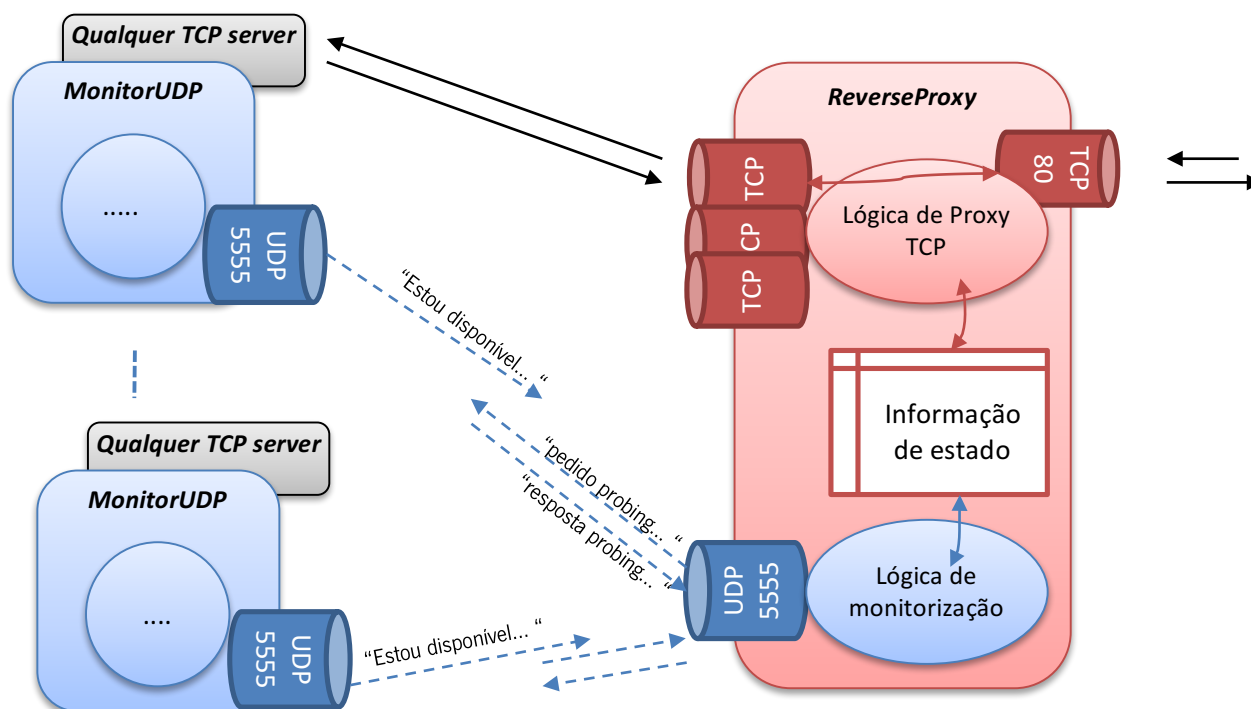 Qualquer TCP server
MonitorUDP
.....
UDP
5555
“Estou disponível... “
“pedido probing... “
“resposta probing... “
Qualquer TCP server
MonitorUDP
....
UDP
5555
“Estou disponível... “
ReverseProxy
TCP
CP
TCP
TCP
80
Lógica de Proxy
TCP
Informação
de estado
UDP
5555
Lógica de
monitorização